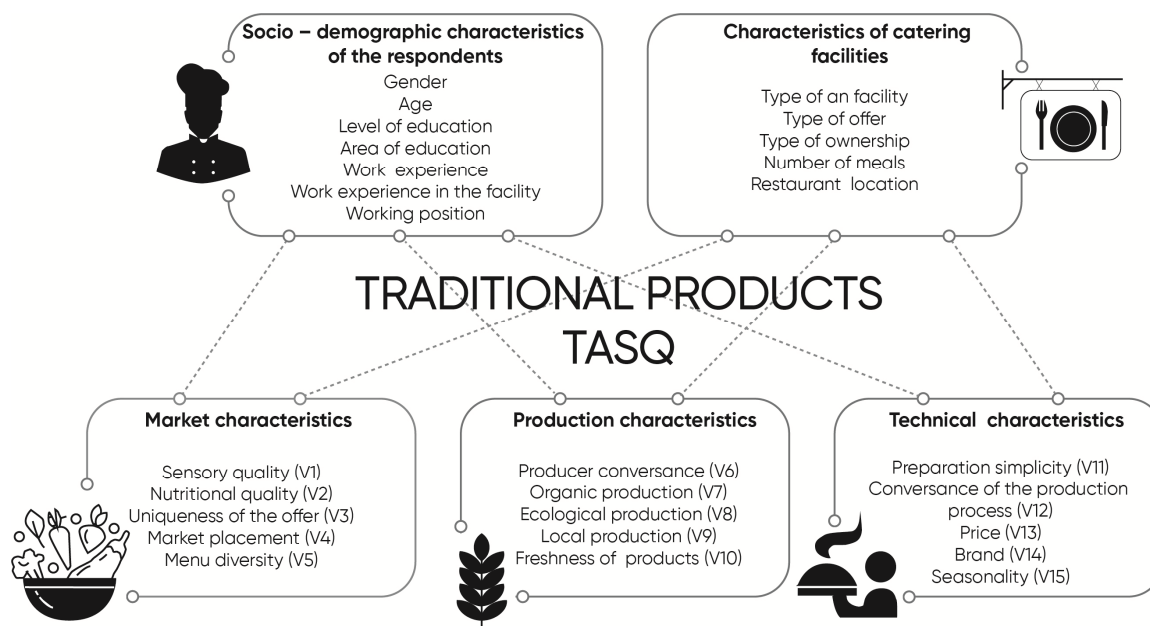 Socio – demographic characteristics
of the respondents
Gender
Age
Level of education
Area of education
Work experience
Work experience in the facility
Working position
Characteristics of catering
facilities
Type of an facility
Type of offer
Type of ownership
Number of meals
Restaurant location
TRADITIONAL PRODUCTS
TASQ
Market characteristics
Sensory quality (V1)
Nutritional quality (V2)
Uniqueness of the offer (V3)
Market placement (V4)
Menu diversity (V5)
Production characteristics
Producer conversance (V6)
Organic production (V7)
Ecological production (V8)
Local production (V9)
Freshness of products (V10)
Technical characteristics
Preparation simplicity (V11)
Conversance of the production
process (V12)
Price (V13)
Brand (V14)
Seasonality (V15)